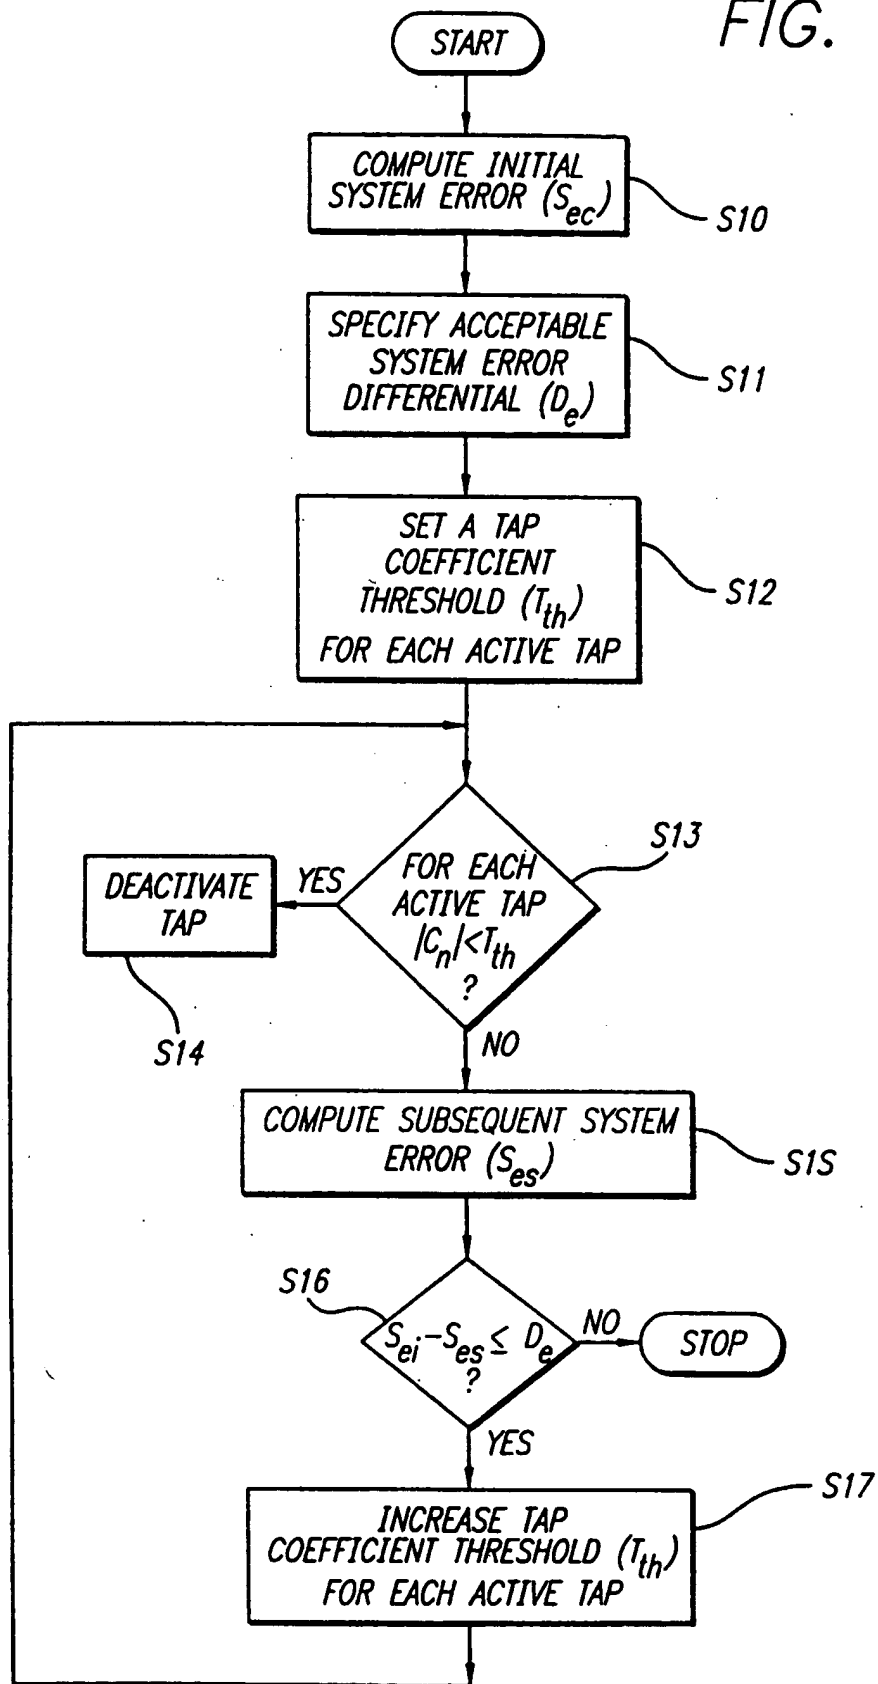 FIG.
START
COMPUTE INITIAL
SYSTEM ERROR (Sec)
S10
SPECIFY ACCEPTABLE
SYSTEM ERROR
DIFFERENTIAL (De)
S11
SET A TAP
COEFFICIENT
THRESHOLD (Tth)
FOR EACH ACTIVE TAP
S12
S13
FOR EACH
ACTIVE TAP
|Cn|<Tth
?
YES
DEACTIVATE
TAP
S14
NO
COMPUTE SUBSEQUENT SYSTEM
ERROR (Ses)
S1S
S16
Sei-Ses ≤ De
?
NO
STOP
YES
INCREASE TAP
COEFFICIENT THRESHOLD (Tth)
FOR EACH ACTIVE TAP
S17